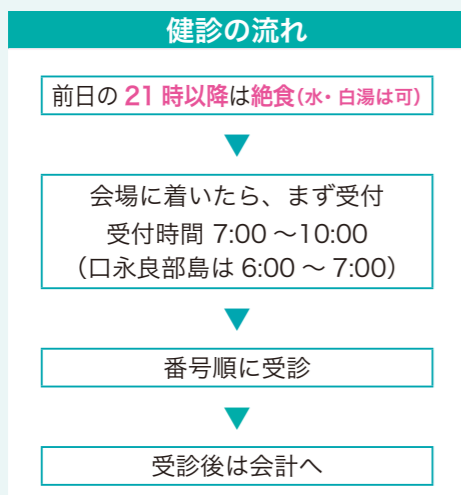 健診の流れ
前日の 21 時以降は絶食(水・白湯は可)
会場に着いたら、まず受付
受付時間 7:00 ～10:00
（口永良部島は 6:00 ～ 7:00）
番号順に受診
受診後は会計へ